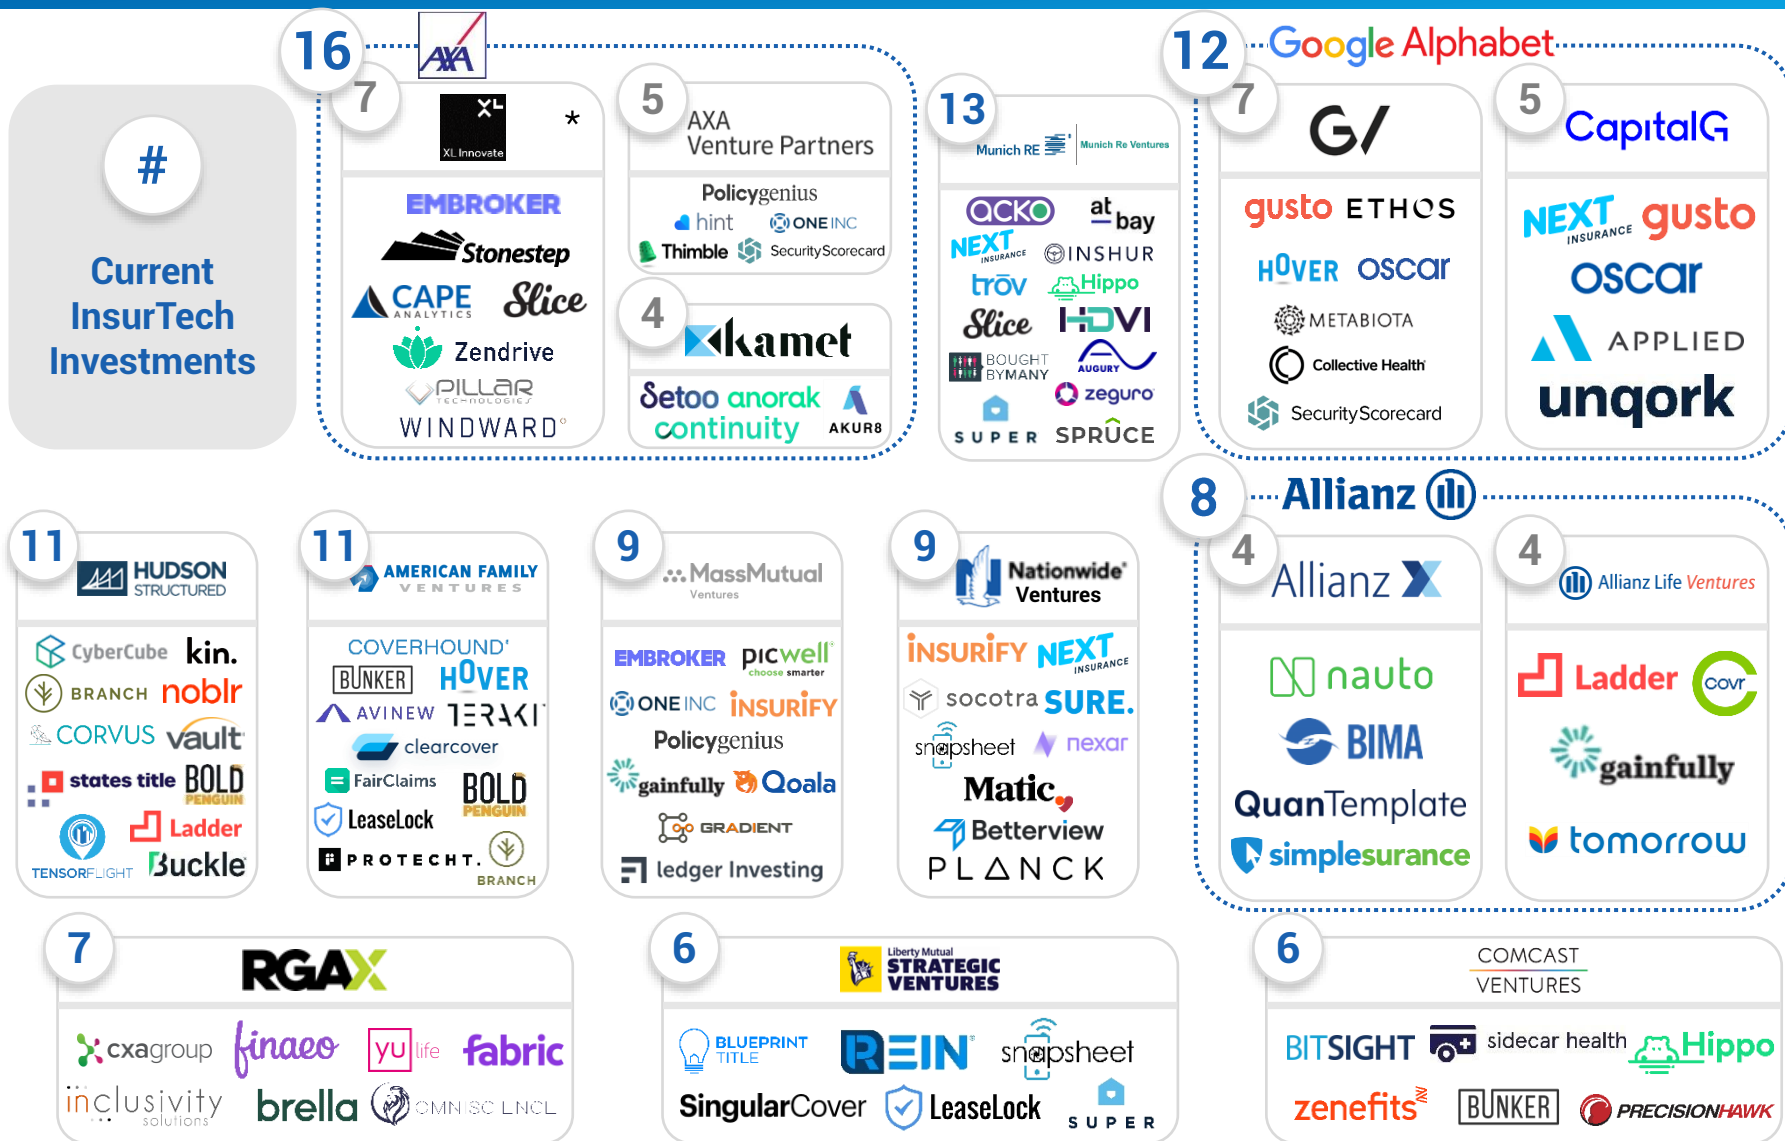 #
Current
InsurTech
Investments
16
AXA
7
XL
XL Innovate
*
EMBROKER
Stonestep
CAPE
ANALYTICS
Slice
Zendrive
PILLAR
TECHNOLOGIES
WINDWARD
5
AXA
Venture Partners
Policygenius
hint
ONE INC
Thimble
SecurityScorecard
4
kamet
Setoo anorak
continuity
AKUR8
13
Munich RE
Munich Re Ventures
acko
at
bay
NEXT
INSURANCE
INSHUR
trōv
Hippo
Slice
HDVI
BOUGHT
BYMANY
AUGURY
zeguro
SUPER
SPRÛCE
12
Google Alphabet
7
G/
gusto ETHOS
HOVER oscar
METABIOTA
Collective Health
SecurityScorecard
5
CapitalG
NEXT
INSURANCE
gusto
oscar
APPLIED
unqork
11
HUDSON
STRUCTURED
CyberCube kin.
BRANCH noblr
CORVUS vault
states title BOLD
PENGUIN
Ladder
TENSORFLIGHT
Buckle
11
AMERICAN FAMILY
VENTURES
COVERHOUND
BUNKER HOVER
AVINEW TERAKI
clearcover
FairClaims BOLD
PENGUIN
LeaseLock
PROTECHT.
BRANCH
9
MassMutual
Ventures
EMBROKER picwell
choose smarter
ONE INC INSURIFY
Policygenius
gainfully Qoala
GRADIENT
ledger Investing
9
Nationwide®
Ventures
INSURIFY NEXT
INSURANCE
socotra SURE.
snapsheet nexar
Matic
Betterview
PLANCK
8
Allianz
4
Allianz X
nauto
BIMA
QuanTemplate
simplesurance
4
Allianz Life Ventures
Ladder covr
gainfully
tomorrow
7
RGAX
cxagroup finaeo yu life fabric
inclusivity
solutions
brella
6
Liberty Mutual
STRATEGIC
VENTURES
BLUEPRINT
TITLE
REIN
snapsheet
SingularCover LeaseLock
SUPER
6
COMCAST
VENTURES
BITSIGHT sidecar health Hippo
zenefits BUNKER PRECISIONHAWK